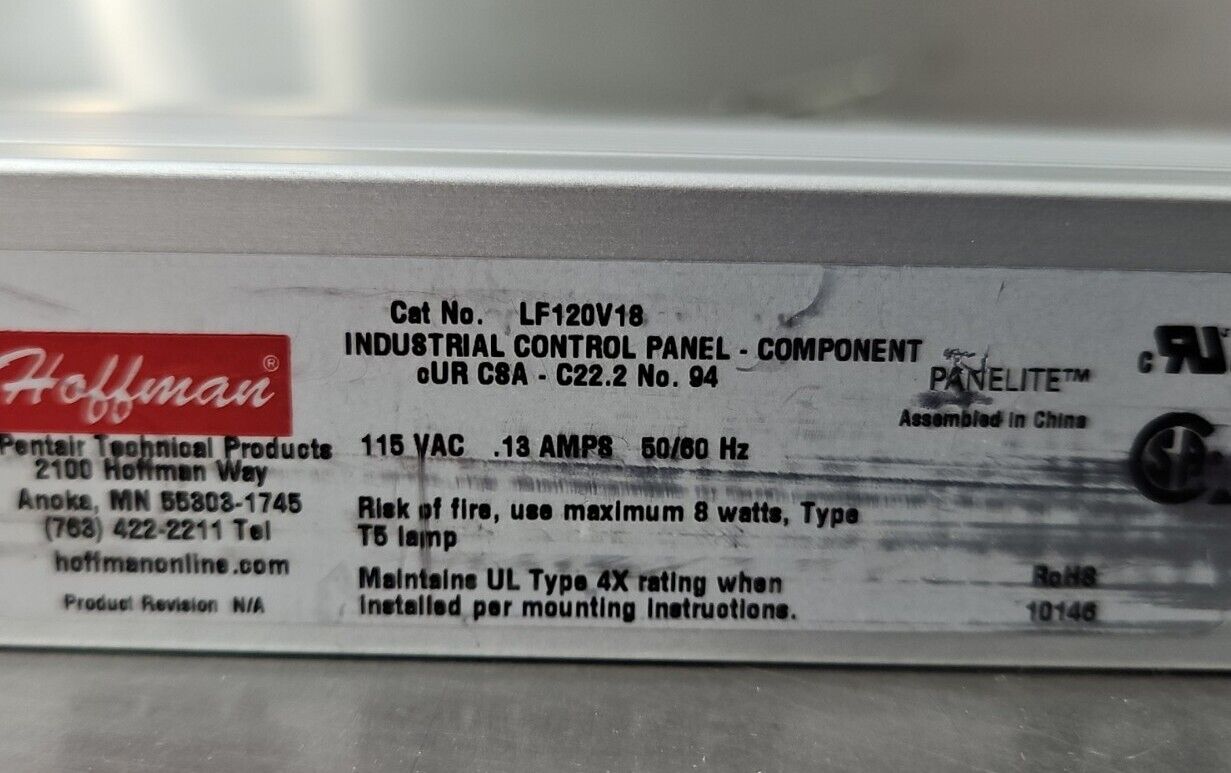 Cat No. LF120V18
INDUSTRIAL CONTROL PANEL - COMPONENT
cUR CSA - C22.2 No. 94
Hoffman®
PANELITE™
Assembled in China
Pentair Technical Products
2100 Hoffman Way
Anoka, MN 55303-1745
(763) 422-2211 Tel
hoffmanonline.com
Product Revision N/A
115 VAC .13 AMPS 50/60 Hz
Risk of fire, use maximum 8 watts, Type
T5 lamp
Maintains UL Type 4X rating when
installed per mounting instructions.
c RU
SA
RoHS
10146